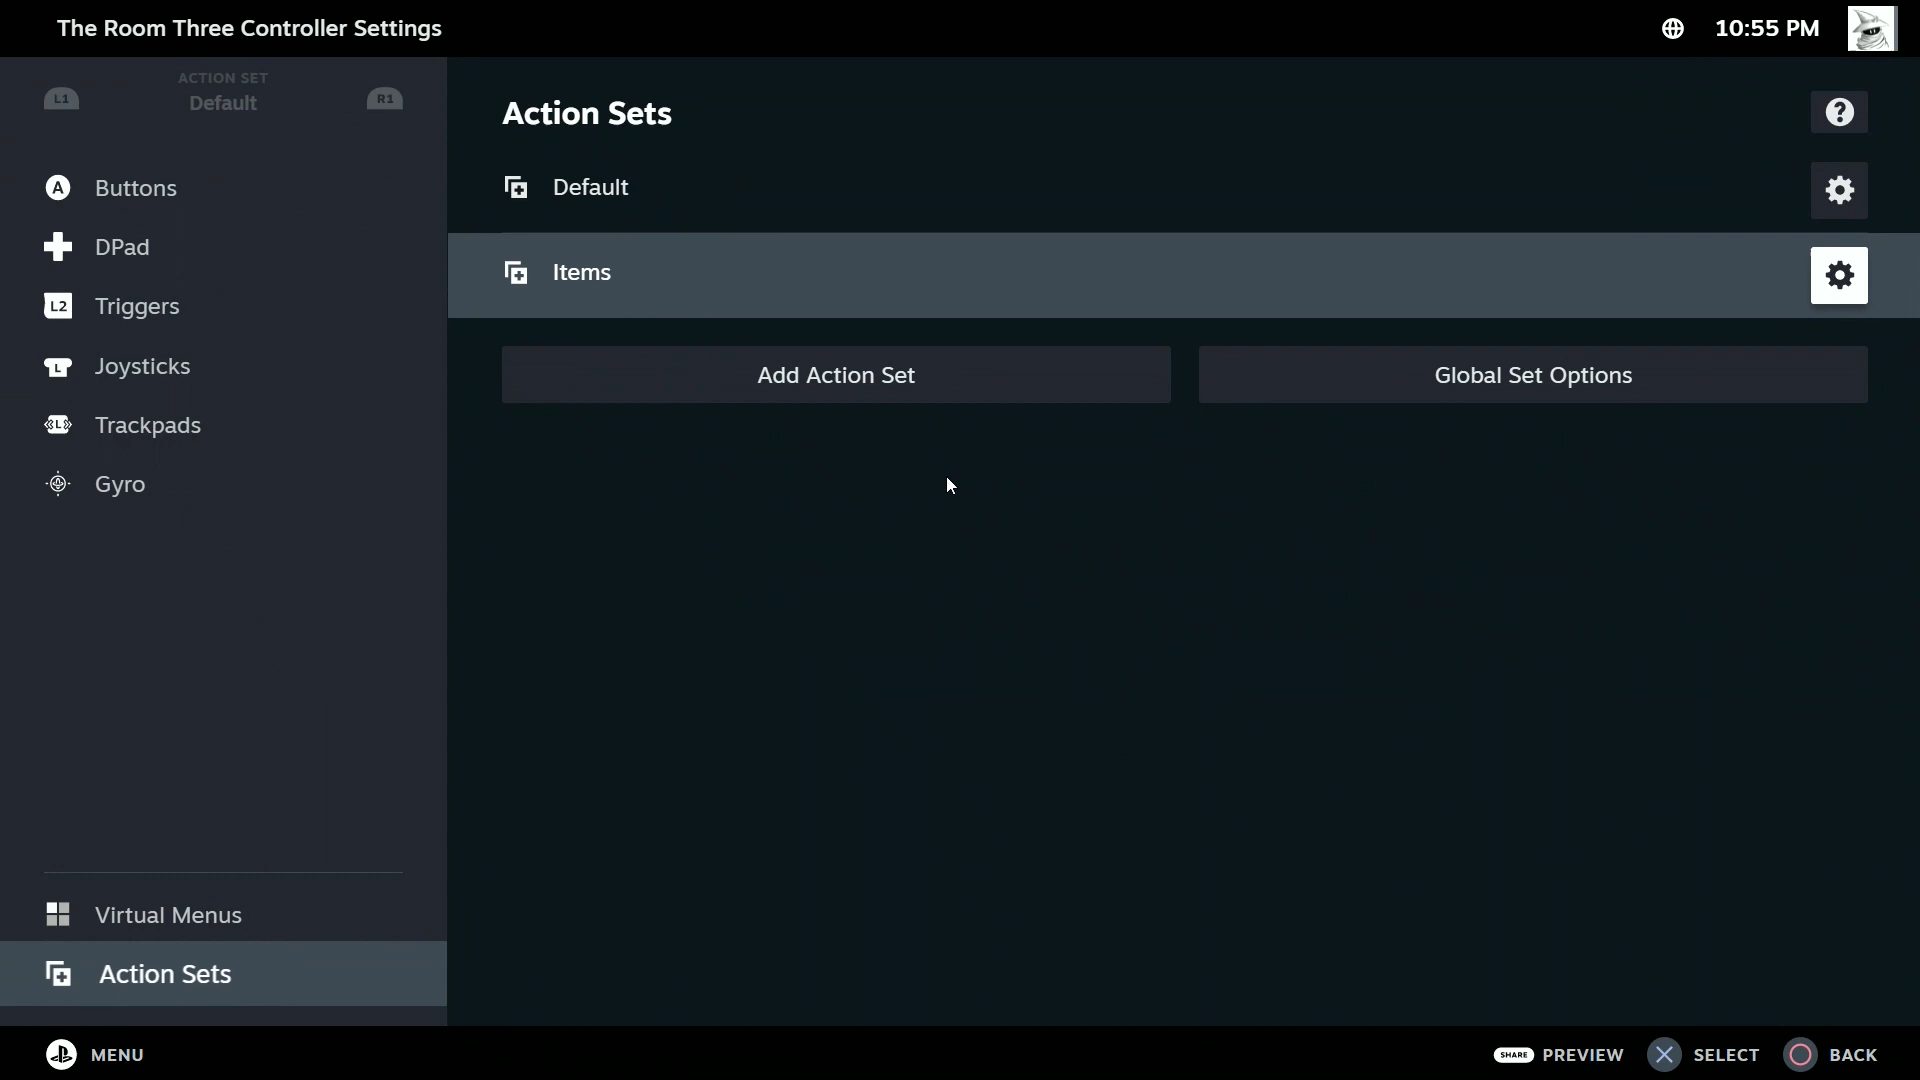 The Room Three Controller Settings
10:55 PM
L1
ACTION SET
Default
R1
A Buttons
DPad
L2 Triggers
L Joysticks
L Trackpads
Gyro
Virtual Menus
Action Sets
Action Sets
?
Default
Items
Add Action Set
Global Set Options
MENU
SHARE PREVIEW
SELECT
BACK